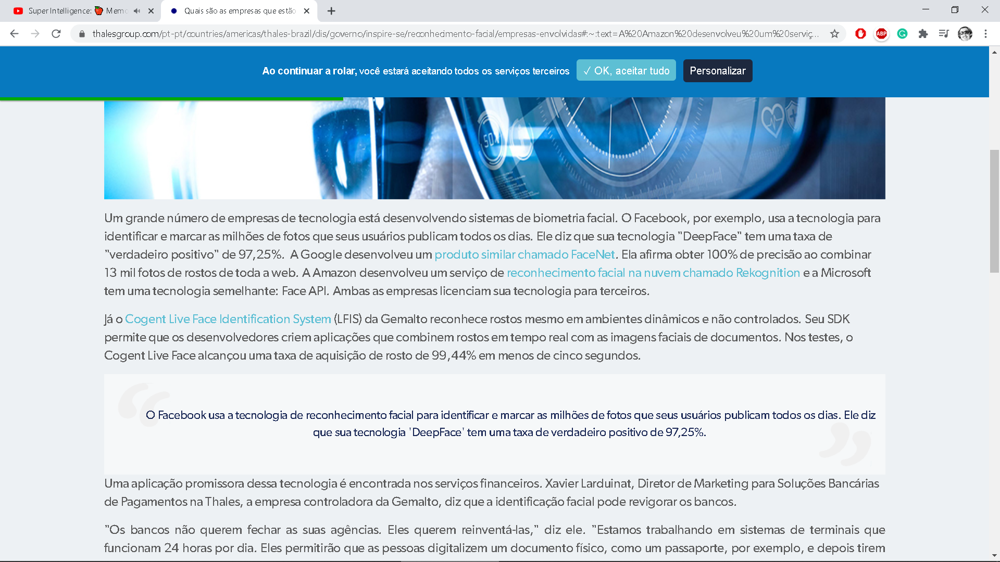 Super Intelligence: 🍎 Memo
Quais são as empresas que estão
thalesgroup.com/pt-pt/countries/americas/thales-brazil/dis/governo/inspire-se/reconhecimento-facial/empresas-envolvidas#:~:text=A%20Amazon%20desenvolveu%20um%20serviç...
ABP
Ao continuar a rolar, você estará aceitando todos os serviços terceiros
✓ OK, aceitar tudo
Personalizar
50%
Um grande número de empresas de tecnologia está desenvolvendo sistemas de biometria facial. O Facebook, por exemplo, usa a tecnologia para
identificar e marcar as milhões de fotos que seus usuários publicam todos os dias. Ele diz que sua tecnologia "DeepFace" tem uma taxa de
"verdadeiro positivo" de 97,25%. A Google desenvolveu um produto similar chamado FaceNet. Ela afirma obter 100% de precisão ao combinar
13 mil fotos de rostos de toda a web. A Amazon desenvolveu um serviço de reconhecimento facial na nuvem chamado Rekognition e a Microsoft
tem uma tecnologia semelhante: Face API. Ambas as empresas licenciam sua tecnologia para terceiros.
Já o Cogent Live Face Identification System (LFIS) da Gemalto reconhece rostos mesmo em ambientes dinâmicos e não controlados. Seu SDK
permite que os desenvolvedores criem aplicações que combinem rostos em tempo real com as imagens faciais de documentos. Nos testes, o
Cogent Live Face alcançou uma taxa de aquisição de rosto de 99,44% em menos de cinco segundos.
O Facebook usa a tecnologia de reconhecimento facial para identificar e marcar as milhões de fotos que seus usuários publicam todos os dias. Ele diz
que sua tecnologia 'DeepFace' tem uma taxa de verdadeiro positivo de 97,25%.
Uma aplicação promissora dessa tecnologia é encontrada nos serviços financeiros. Xavier Larduinat, Diretor de Marketing para Soluções Bancárias
de Pagamentos na Thales, a empresa controladora da Gemalto, diz que a identificação facial pode revigorar os bancos.
"Os bancos não querem fechar as suas agências. Eles querem reinventá-las," diz ele. "Estamos trabalhando em sistemas de terminais que
funcionam 24 horas por dia. Eles permitirão que as pessoas digitalizem um documento físico, como um passaporte, por exemplo, e depois tirem